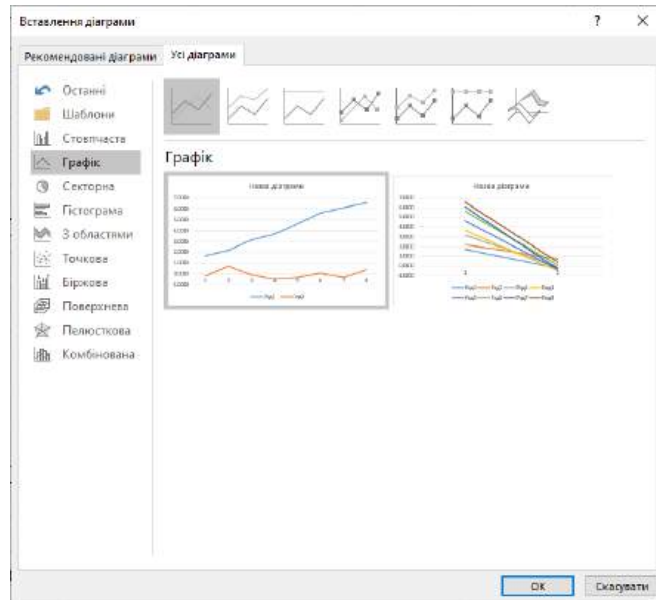 Вставлення діаграми
?
Рекомендовані діаграми
Усі діаграми
Останні
Шаблони
Стовпчаста
Графік
Секторна
Гістограма
З областями
Точкова
Біржова
Поверхнева
Пелюсткова
Комбінована
Графік
Назва діаграми
Назва діаграми
OK
Скасувати